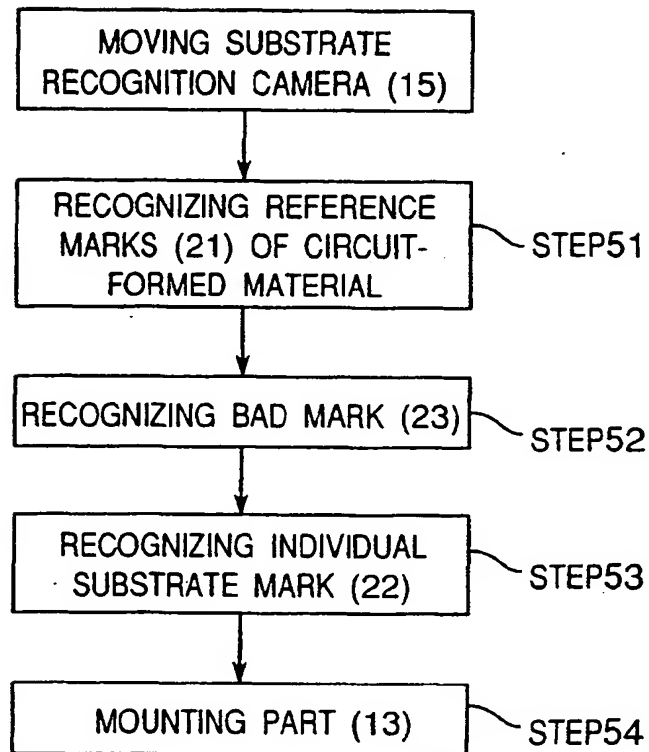 MOVING SUBSTRATE
RECOGNITION CAMERA (15)
RECOGNIZING REFERENCE
MARKS (21) OF CIRCUIT-
FORMED MATERIAL
STEP51
RECOGNIZING BAD MARK (23)
STEP52
RECOGNIZING INDIVIDUAL
SUBSTRATE MARK (22)
STEP53
MOUNTING PART (13)
STEP54